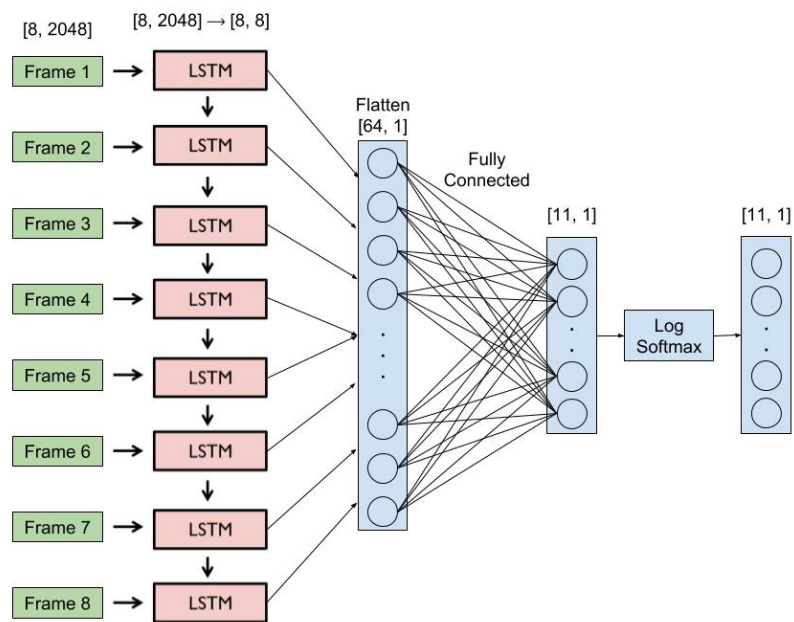 [8, 2048]
[8, 2048] → [8, 8]
Frame 1
LSTM
Frame 2
LSTM
Frame 3
LSTM
Frame 4
LSTM
Frame 5
LSTM
Frame 6
LSTM
Frame 7
LSTM
Frame 8
LSTM
Flatten
[64, 1]
Fully
Connected
[11, 1]
Log
Softmax
[11, 1]